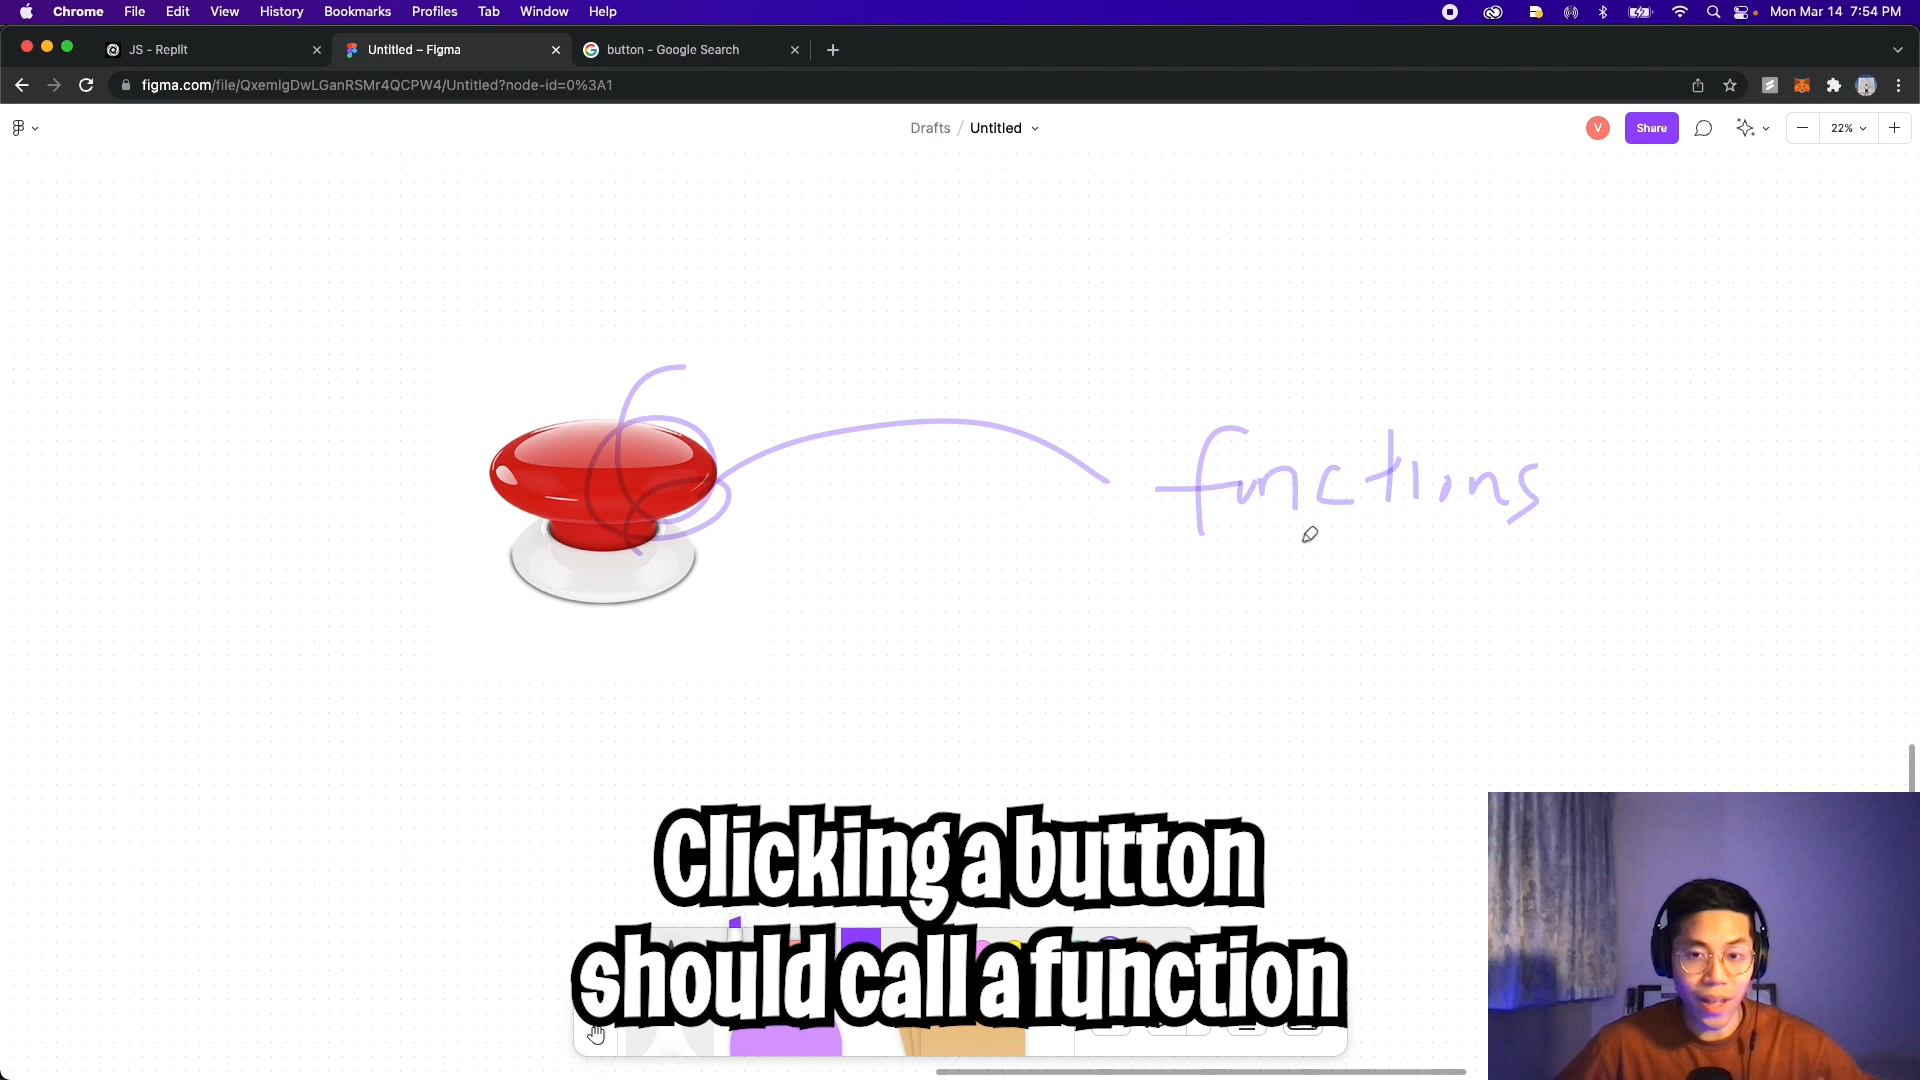 Chrome File Edit View History Bookmarks Profiles Tab Window Help Mon Mar 14 7:54 PM
JS - Replit Untitled – Figma button - Google Search
figma.com/file/QxemIgDwLGanRSMr4QCPW4/Untitled?node-id=0%3A1
Drafts / Untitled V Share 22%
functions
Clicking a button
should call a function